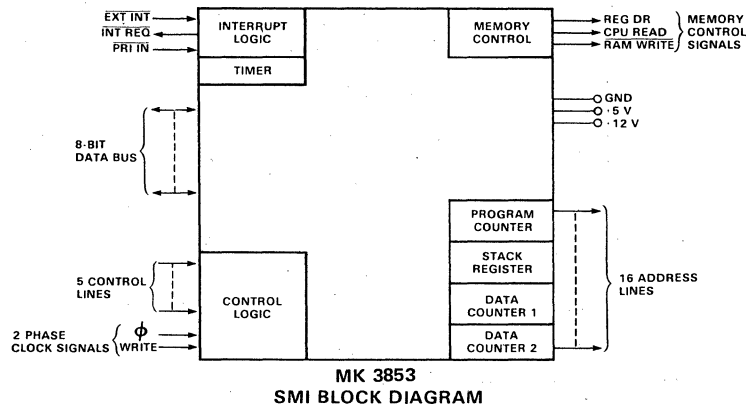 EXT INT
INT REQ
PRI IN
INTERRUPT
LOGIC
TIMER
MEMORY
CONTROL
REG DR
CPU READ
RAM WRITE
MEMORY
CONTROL
SIGNALS
GND
·5 V
·12 V
8-BIT
DATA BUS
PROGRAM
COUNTER
STACK
REGISTER
DATA
COUNTER 1
DATA
COUNTER 2
16 ADDRESS
LINES
5 CONTROL
LINES
CONTROL
LOGIC
2 PHASE
CLOCK SIGNALS
ϕ
WRITE
MK 3853
SMI BLOCK DIAGRAM